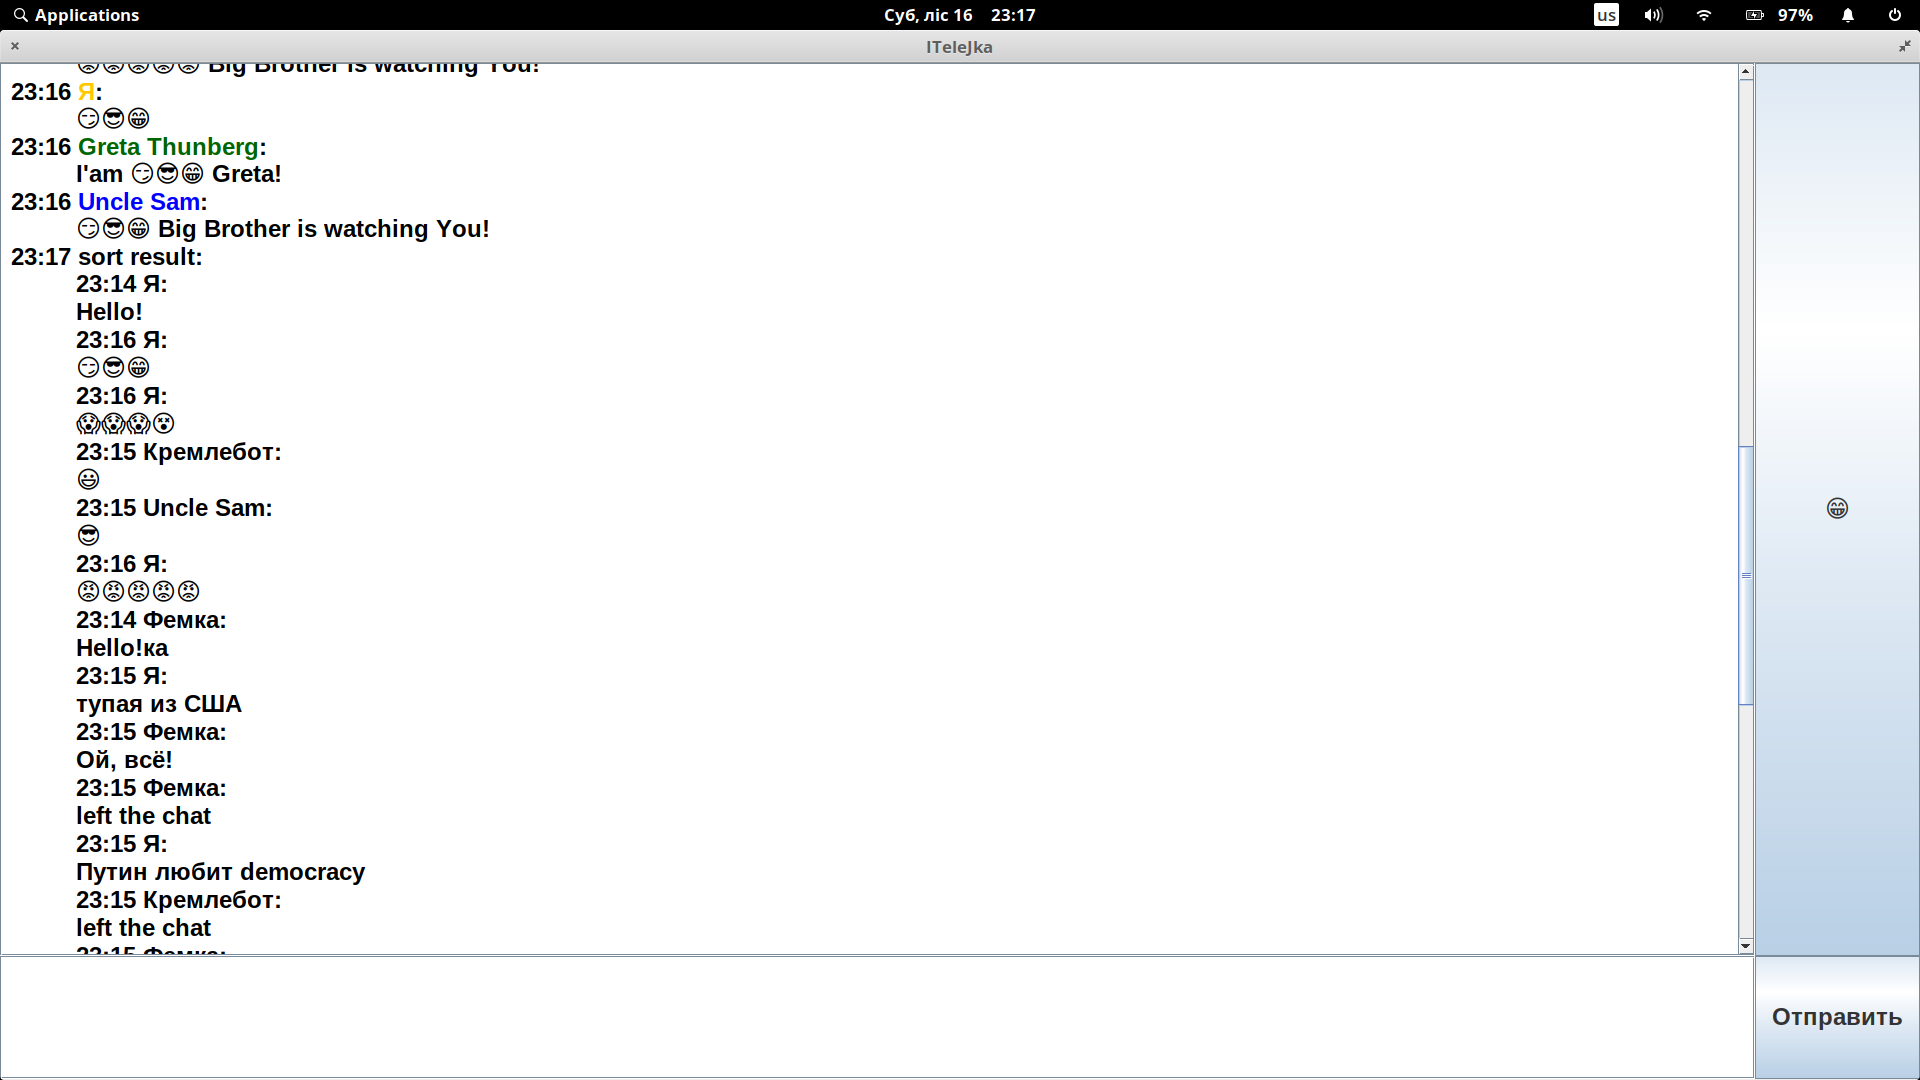 Applications
Суб, ліс 16 23:17
us
97%
ITeleJka
😡😡😡😡😡 Big Brother is watching You!
23:16 Я:
😏😎😁
23:16 Greta Thunberg:
I'am 😏😎😁 Greta!
23:16 Uncle Sam:
😏😎😁 Big Brother is watching You!
23:17 sort result:
23:14 Я:
Hello!
23:16 Я:
😏😎😁
23:16 Я:
😱😱😱😵
23:15 Кремлебот:
😃
23:15 Uncle Sam:
😎
23:16 Я:
😡😡😡😡😡
23:14 Фемка:
Hello!ка
23:15 Я:
тупая из США
23:15 Фемка:
Ой, всё!
23:15 Фемка:
left the chat
23:15 Я:
Путин любит democracy
23:15 Кремлебот:
left the chat
23:15 Фемка:
😁
Отправить